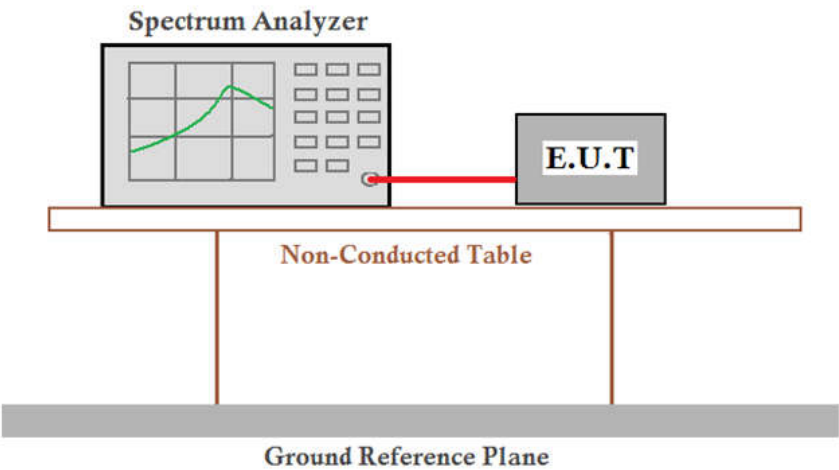 Spectrum Analyzer
E.U.T
Non-Conducted Table
Ground Reference Plane